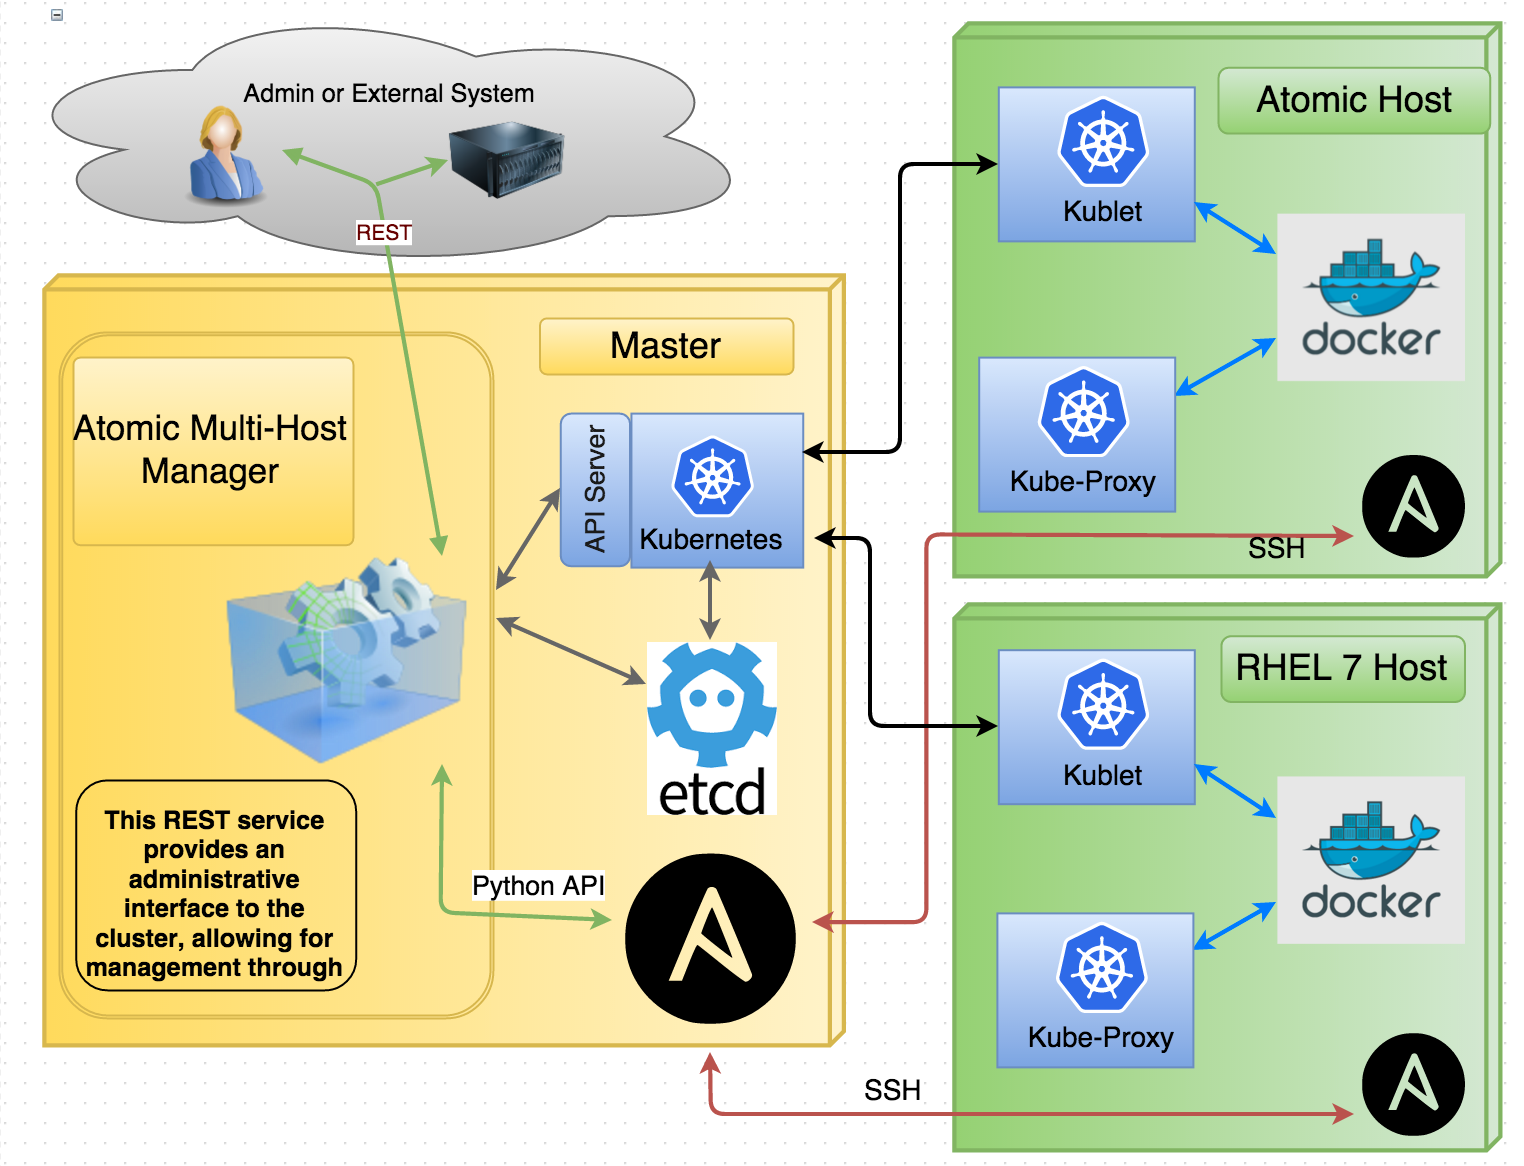 Admin or External System
REST
Master
Atomic Multi-Host
Manager
API Server
Kubernetes
etcd
This REST service
provides an
administrative
interface to the
cluster, allowing for
management through
Python API
Atomic Host
Kublet
docker
Kube-Proxy
SSH
RHEL 7 Host
Kublet
docker
Kube-Proxy
SSH